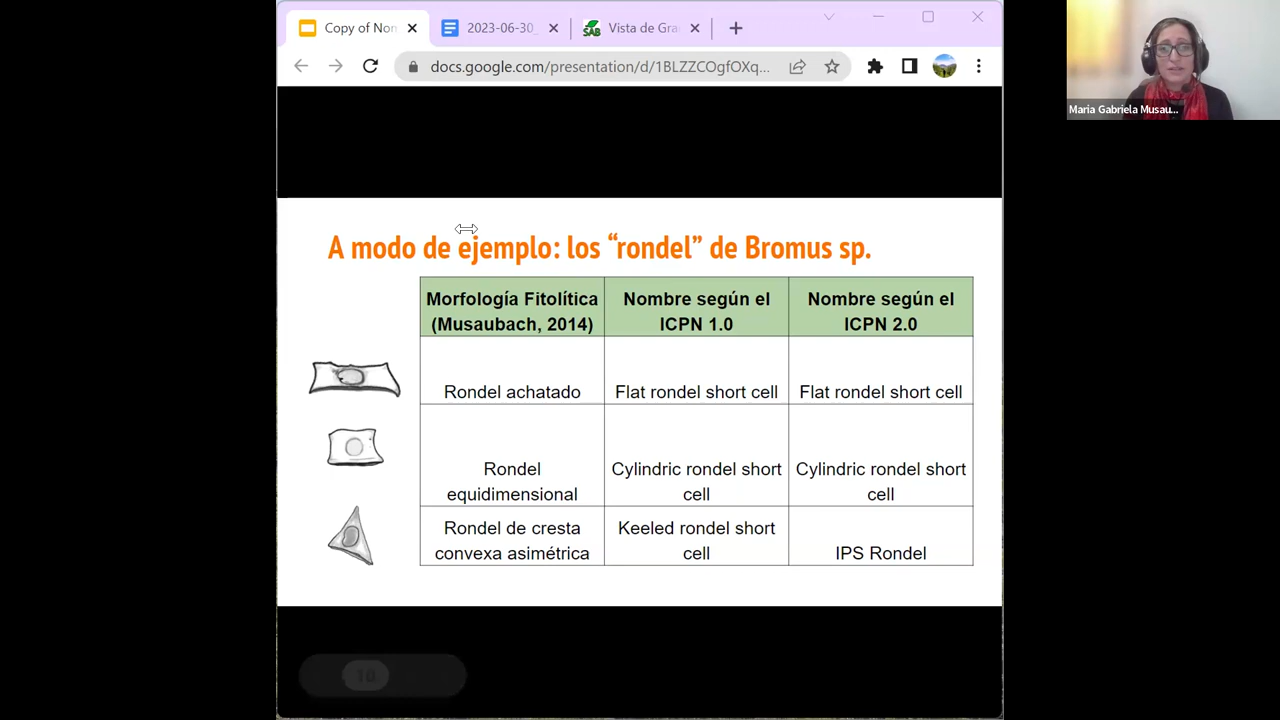 Copy of Non
2023-06-30_
SAB
Vista de Gra
docs.google.com/presentation/d/1BLZZCOgfOXq...
Maria Gabriela Musau...
A modo de ejemplo: los “rondel” de Bromus sp.
Morfología Fitolítica
(Musaubach, 2014)
Nombre según el
ICPN 1.0
Nombre según el
ICPN 2.0
Rondel achatado
Flat rondel short cell
Flat rondel short cell
Rondel
equidimensional
Cylindric rondel short
cell
Cylindric rondel short
cell
Rondel de cresta
convexa asimétrica
Keeled rondel short
cell
IPS Rondel
10